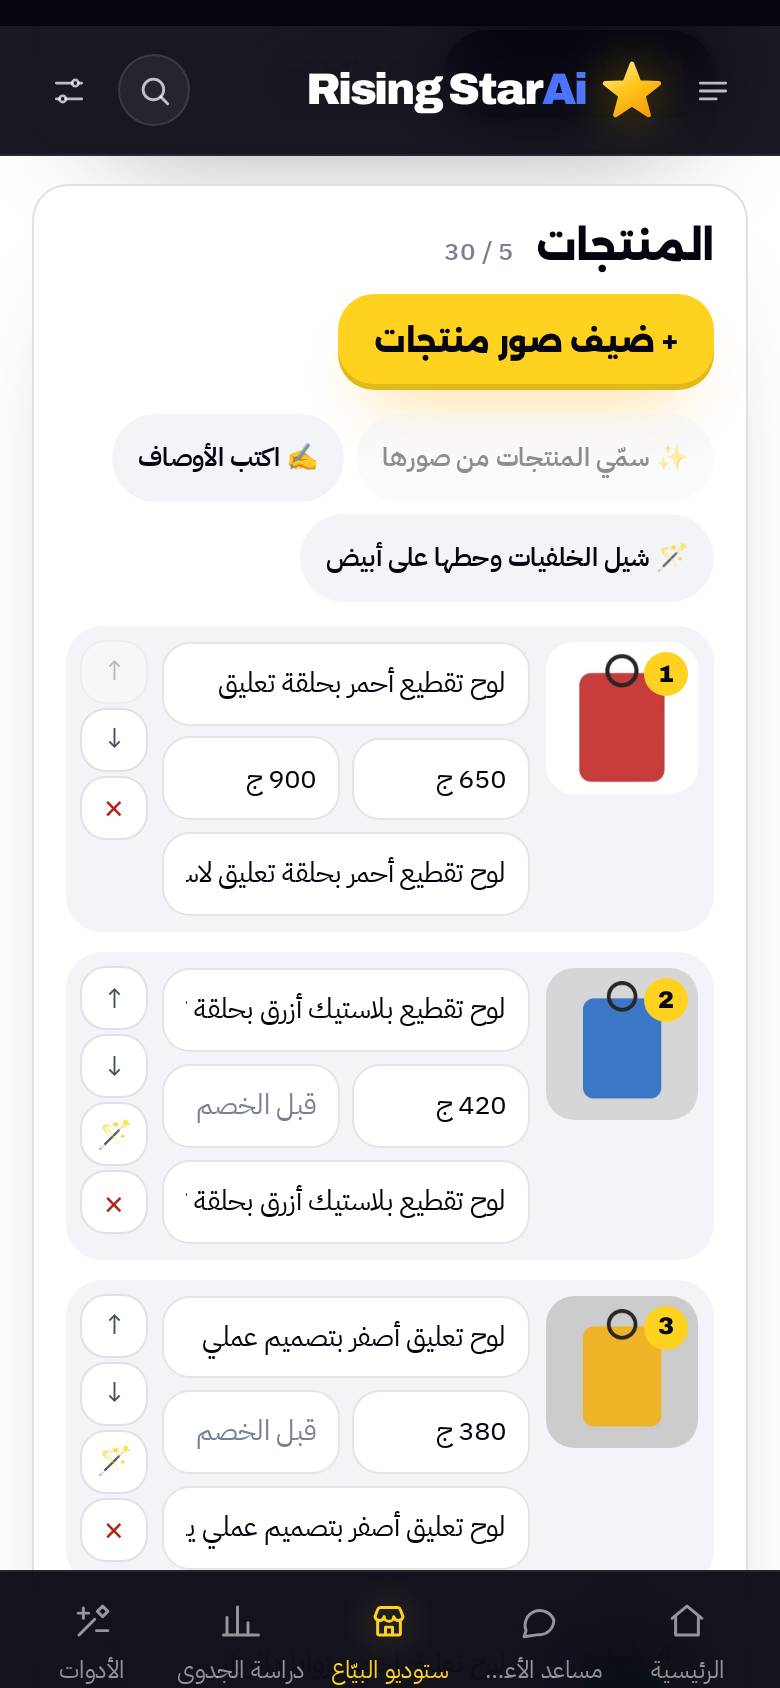 Rising StarAi
المنتجات 5 / 30
+ ضيف صور منتجات
سمّي المنتجات من صورها
اكتب الأوصاف
شيل الخلفيات وحطها على أبيض
1
لوح تقطيع أحمر بحلقة تعليق
650 ج
900 ج
لوح تقطيع أحمر بحلقة تعليق
2
لوح تقطيع بلاستيك أزرق بحلقة
420 ج
قبل الخصم
لوح تقطيع بلاستيك أزرق بحلقة
3
لوح تعليق أصفر بتصميم عملي
380 ج
قبل الخصم
لوح تعليق أصفر بتصميم عملي
الرئيسية
مساعد الأعـ...
ستوديو البيّاع
دراسة الجدوى
الأدوات